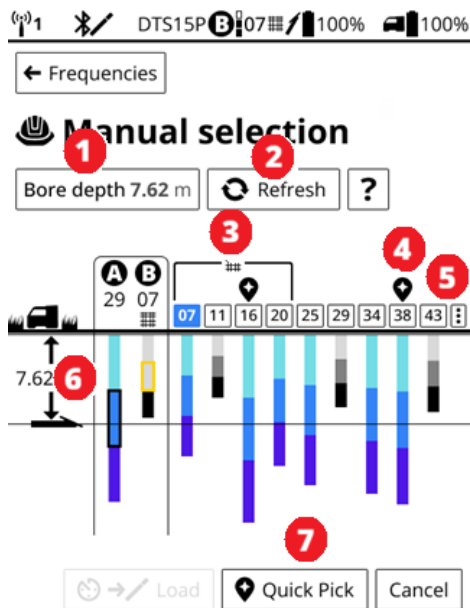 1 DTS15P B 07 100% 100%
← Frequencies
Manual selection
1 2
Bore depth 7.62 m Refresh ?
3 4 5
A B
29 07
07 11 16 20 25 29 34 38 43
7.62 6
7
Load Quick Pick Cancel